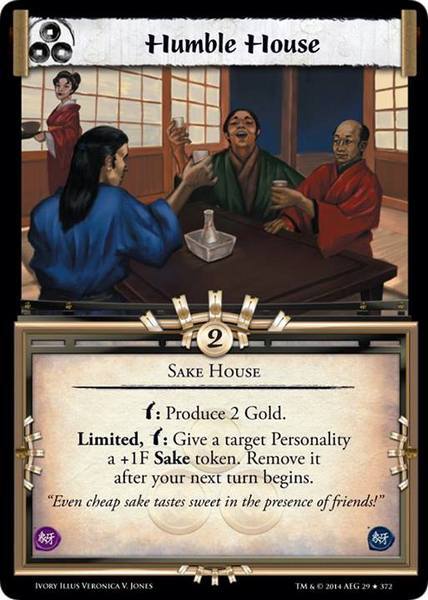 Humble House
2
Sake House
: Produce 2 Gold.
Limited, : Give a target Personality
a +1F Sake token. Remove it
after your next turn begins.
“Even cheap sake tastes sweet in the presence of friends!”
Ivory Illus Veronica V. Jones
TM & © 2014 AEG 29 ★ 372